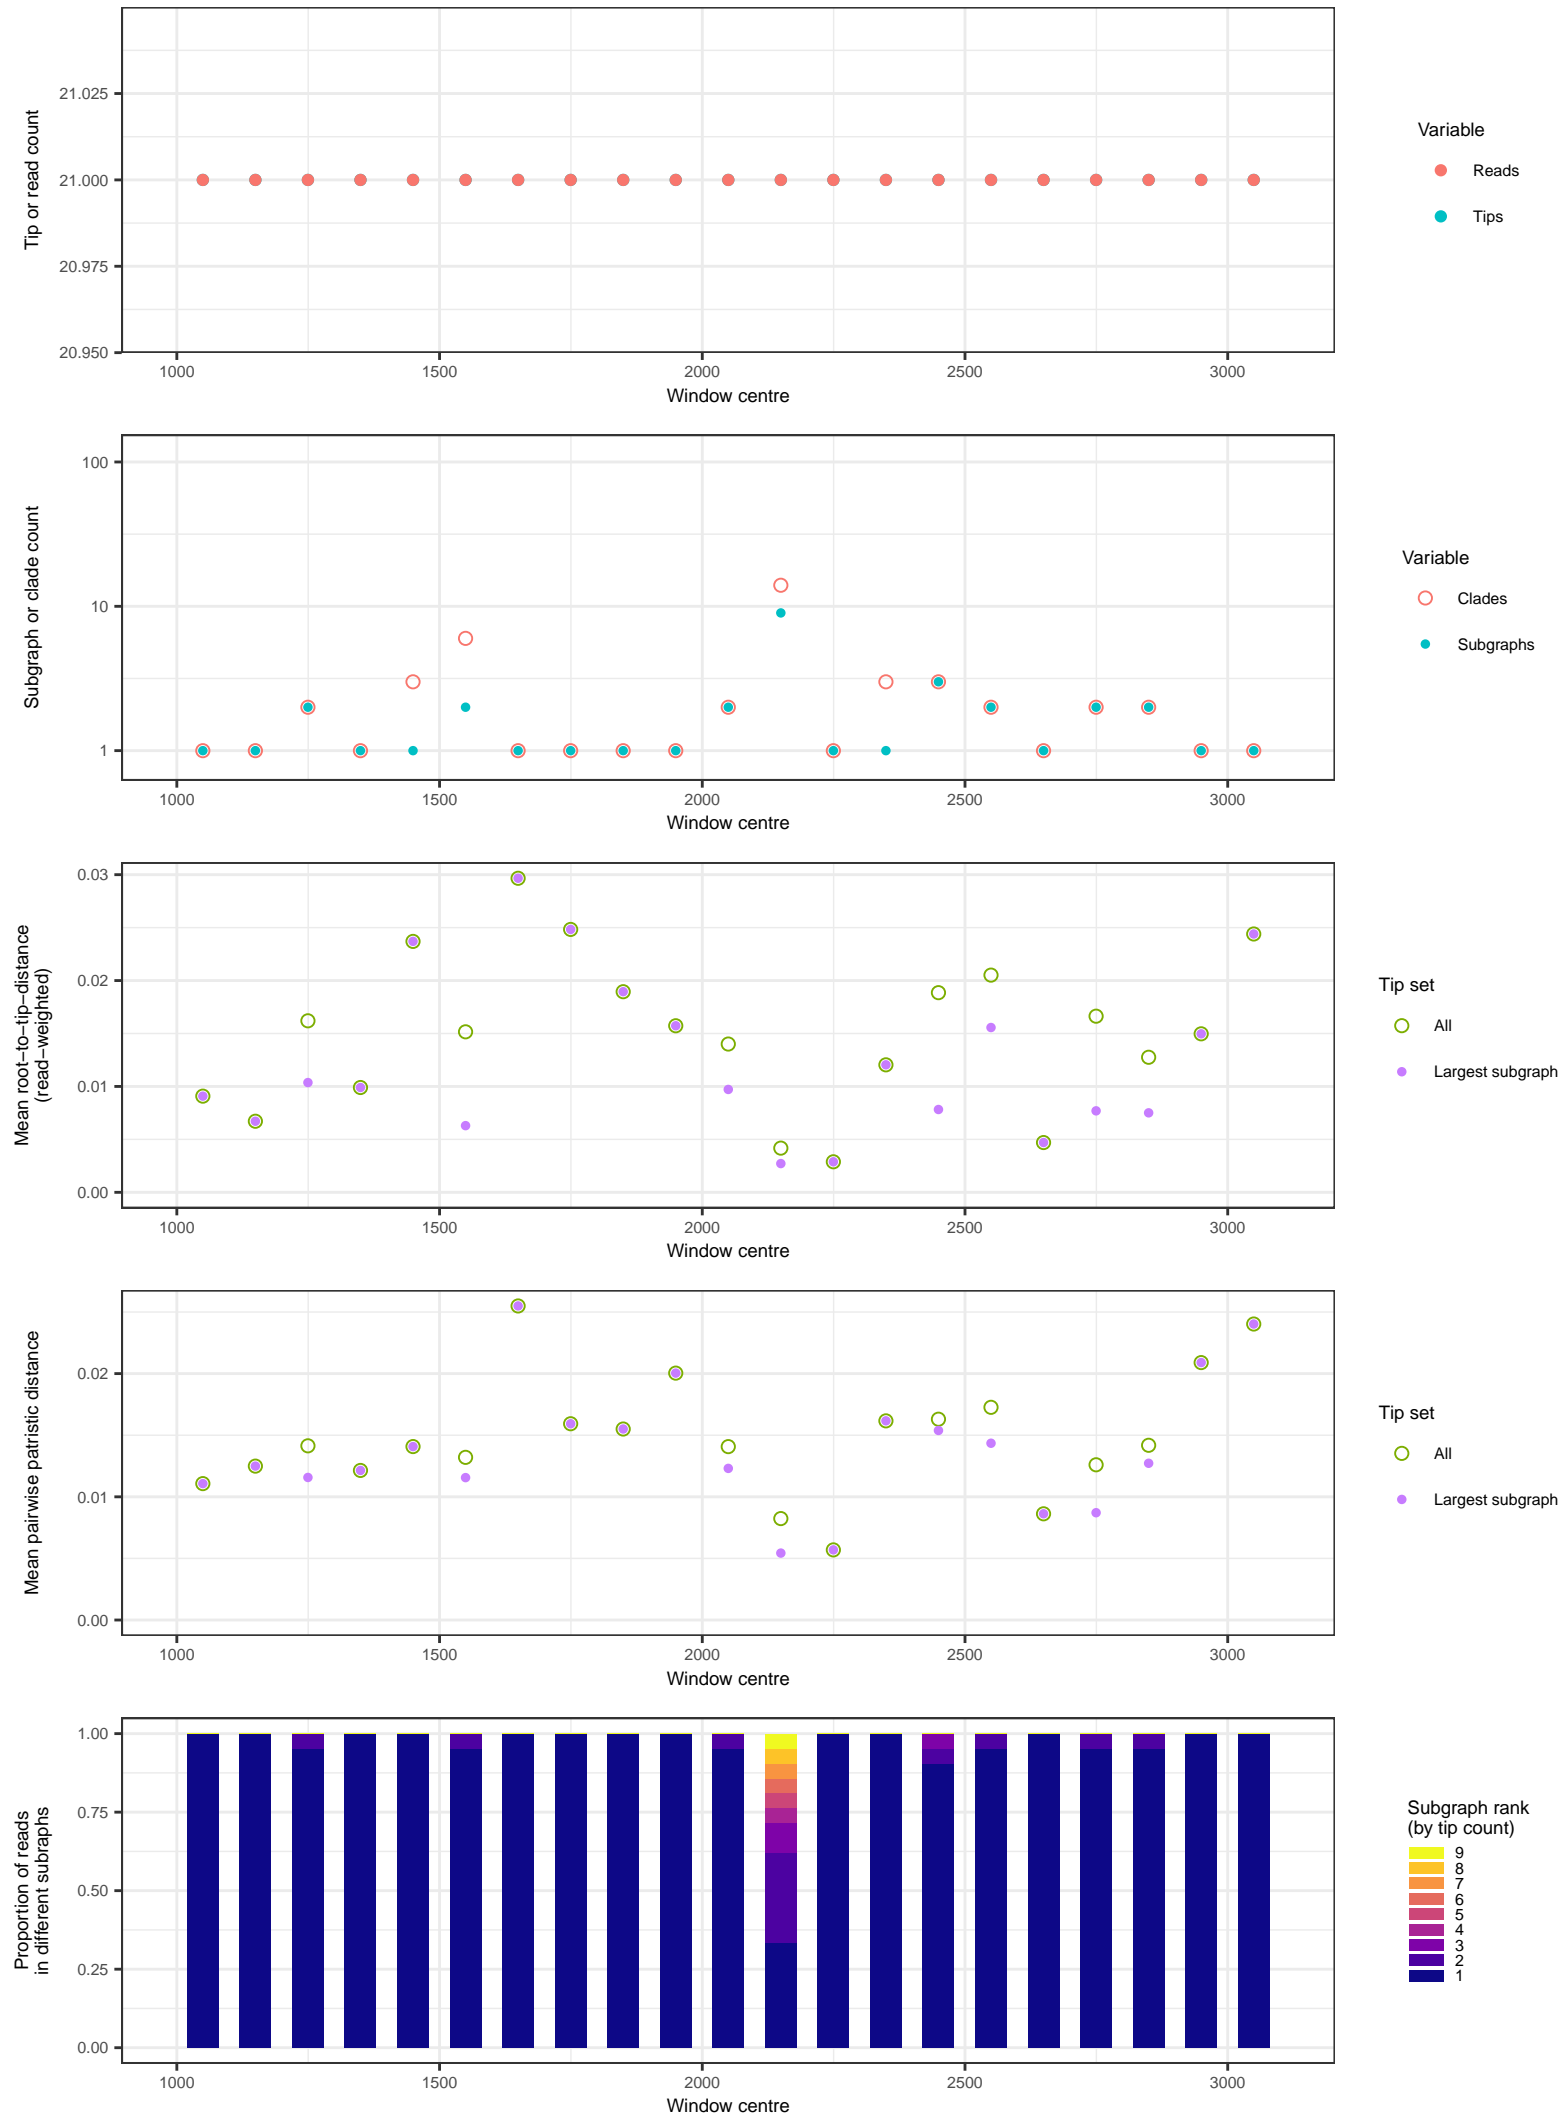 Tip or read count
21.025
21.000
20.975
20.950
1000 1500 2000 2500 3000
Window centre
Variable
Reads
Tips
Subgraph or clade count
100
10
1
1000 1500 2000 2500 3000
Window centre
Variable
Clades
Subgraphs
Mean root−to−tip−distance
(read−weighted)
0.03
0.02
0.01
0.00
1000 1500 2000 2500 3000
Window centre
Tip set
All
Largest subgraph
Mean pairwise patristic distance
0.02
0.01
0.00
1000 1500 2000 2500 3000
Window centre
Tip set
All
Largest subgraph
Proportion of reads
in different subraphs
1.00
0.75
0.50
0.25
0.00
1000 1500 2000 2500 3000
Window centre
Subgraph rank
(by tip count)
9
8
7
6
5
4
3
2
1